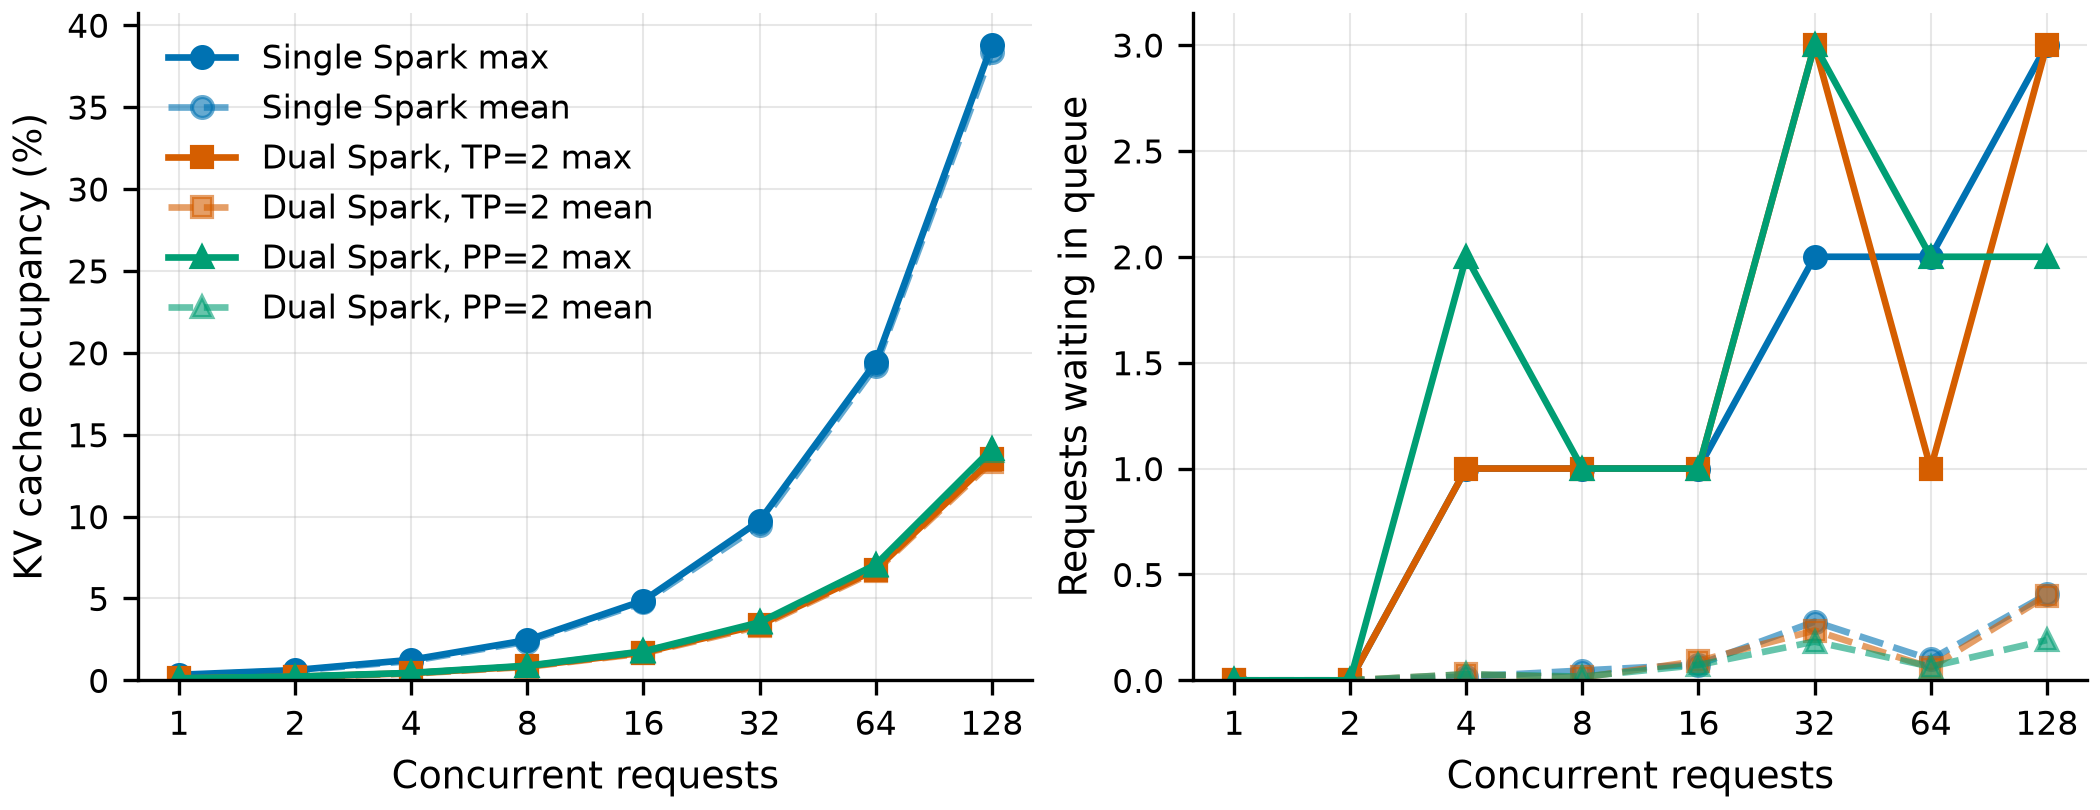 KV cache occupancy (%)
40
35
30
25
20
15
10
5
0
Single Spark max
Single Spark mean
Dual Spark, TP=2 max
Dual Spark, TP=2 mean
Dual Spark, PP=2 max
Dual Spark, PP=2 mean
1 2 4 8 16 32 64 128
Concurrent requests
Requests waiting in queue
3.0
2.5
2.0
1.5
1.0
0.5
0.0
1 2 4 8 16 32 64 128
Concurrent requests